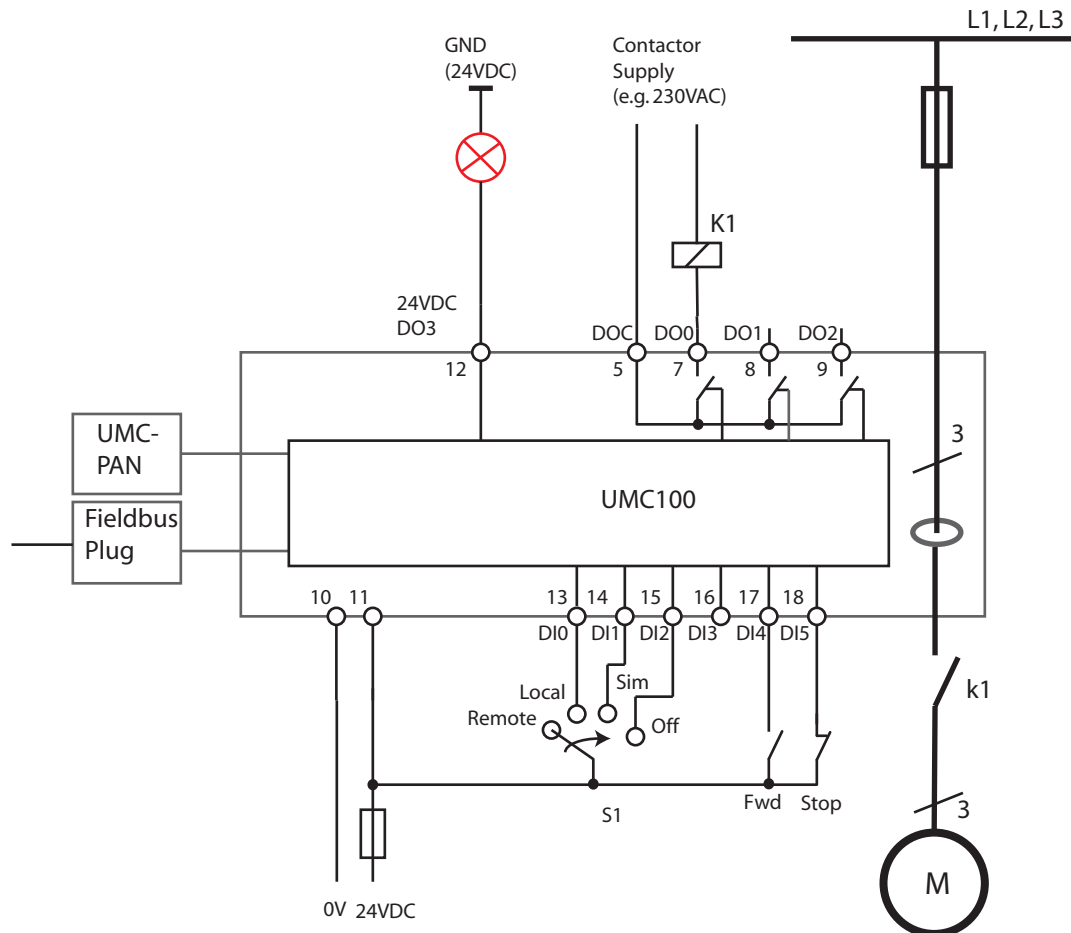 L1, L2, L3
GND
(24VDC)
Contactor
Supply
(e.g. 230VAC)
K1
24VDC
DO3
DOC DO0 DO1 DO2
12 5 7 8 9
3
UMC-
PAN
UMC100
Fieldbus
Plug
10 11 13 14 15 16 17 18
DI0 DI1 DI2 DI3 DI4 DI5
Sim
Local
Remote
Off
k1
Fwd Stop
S1
3
M
0V 24VDC